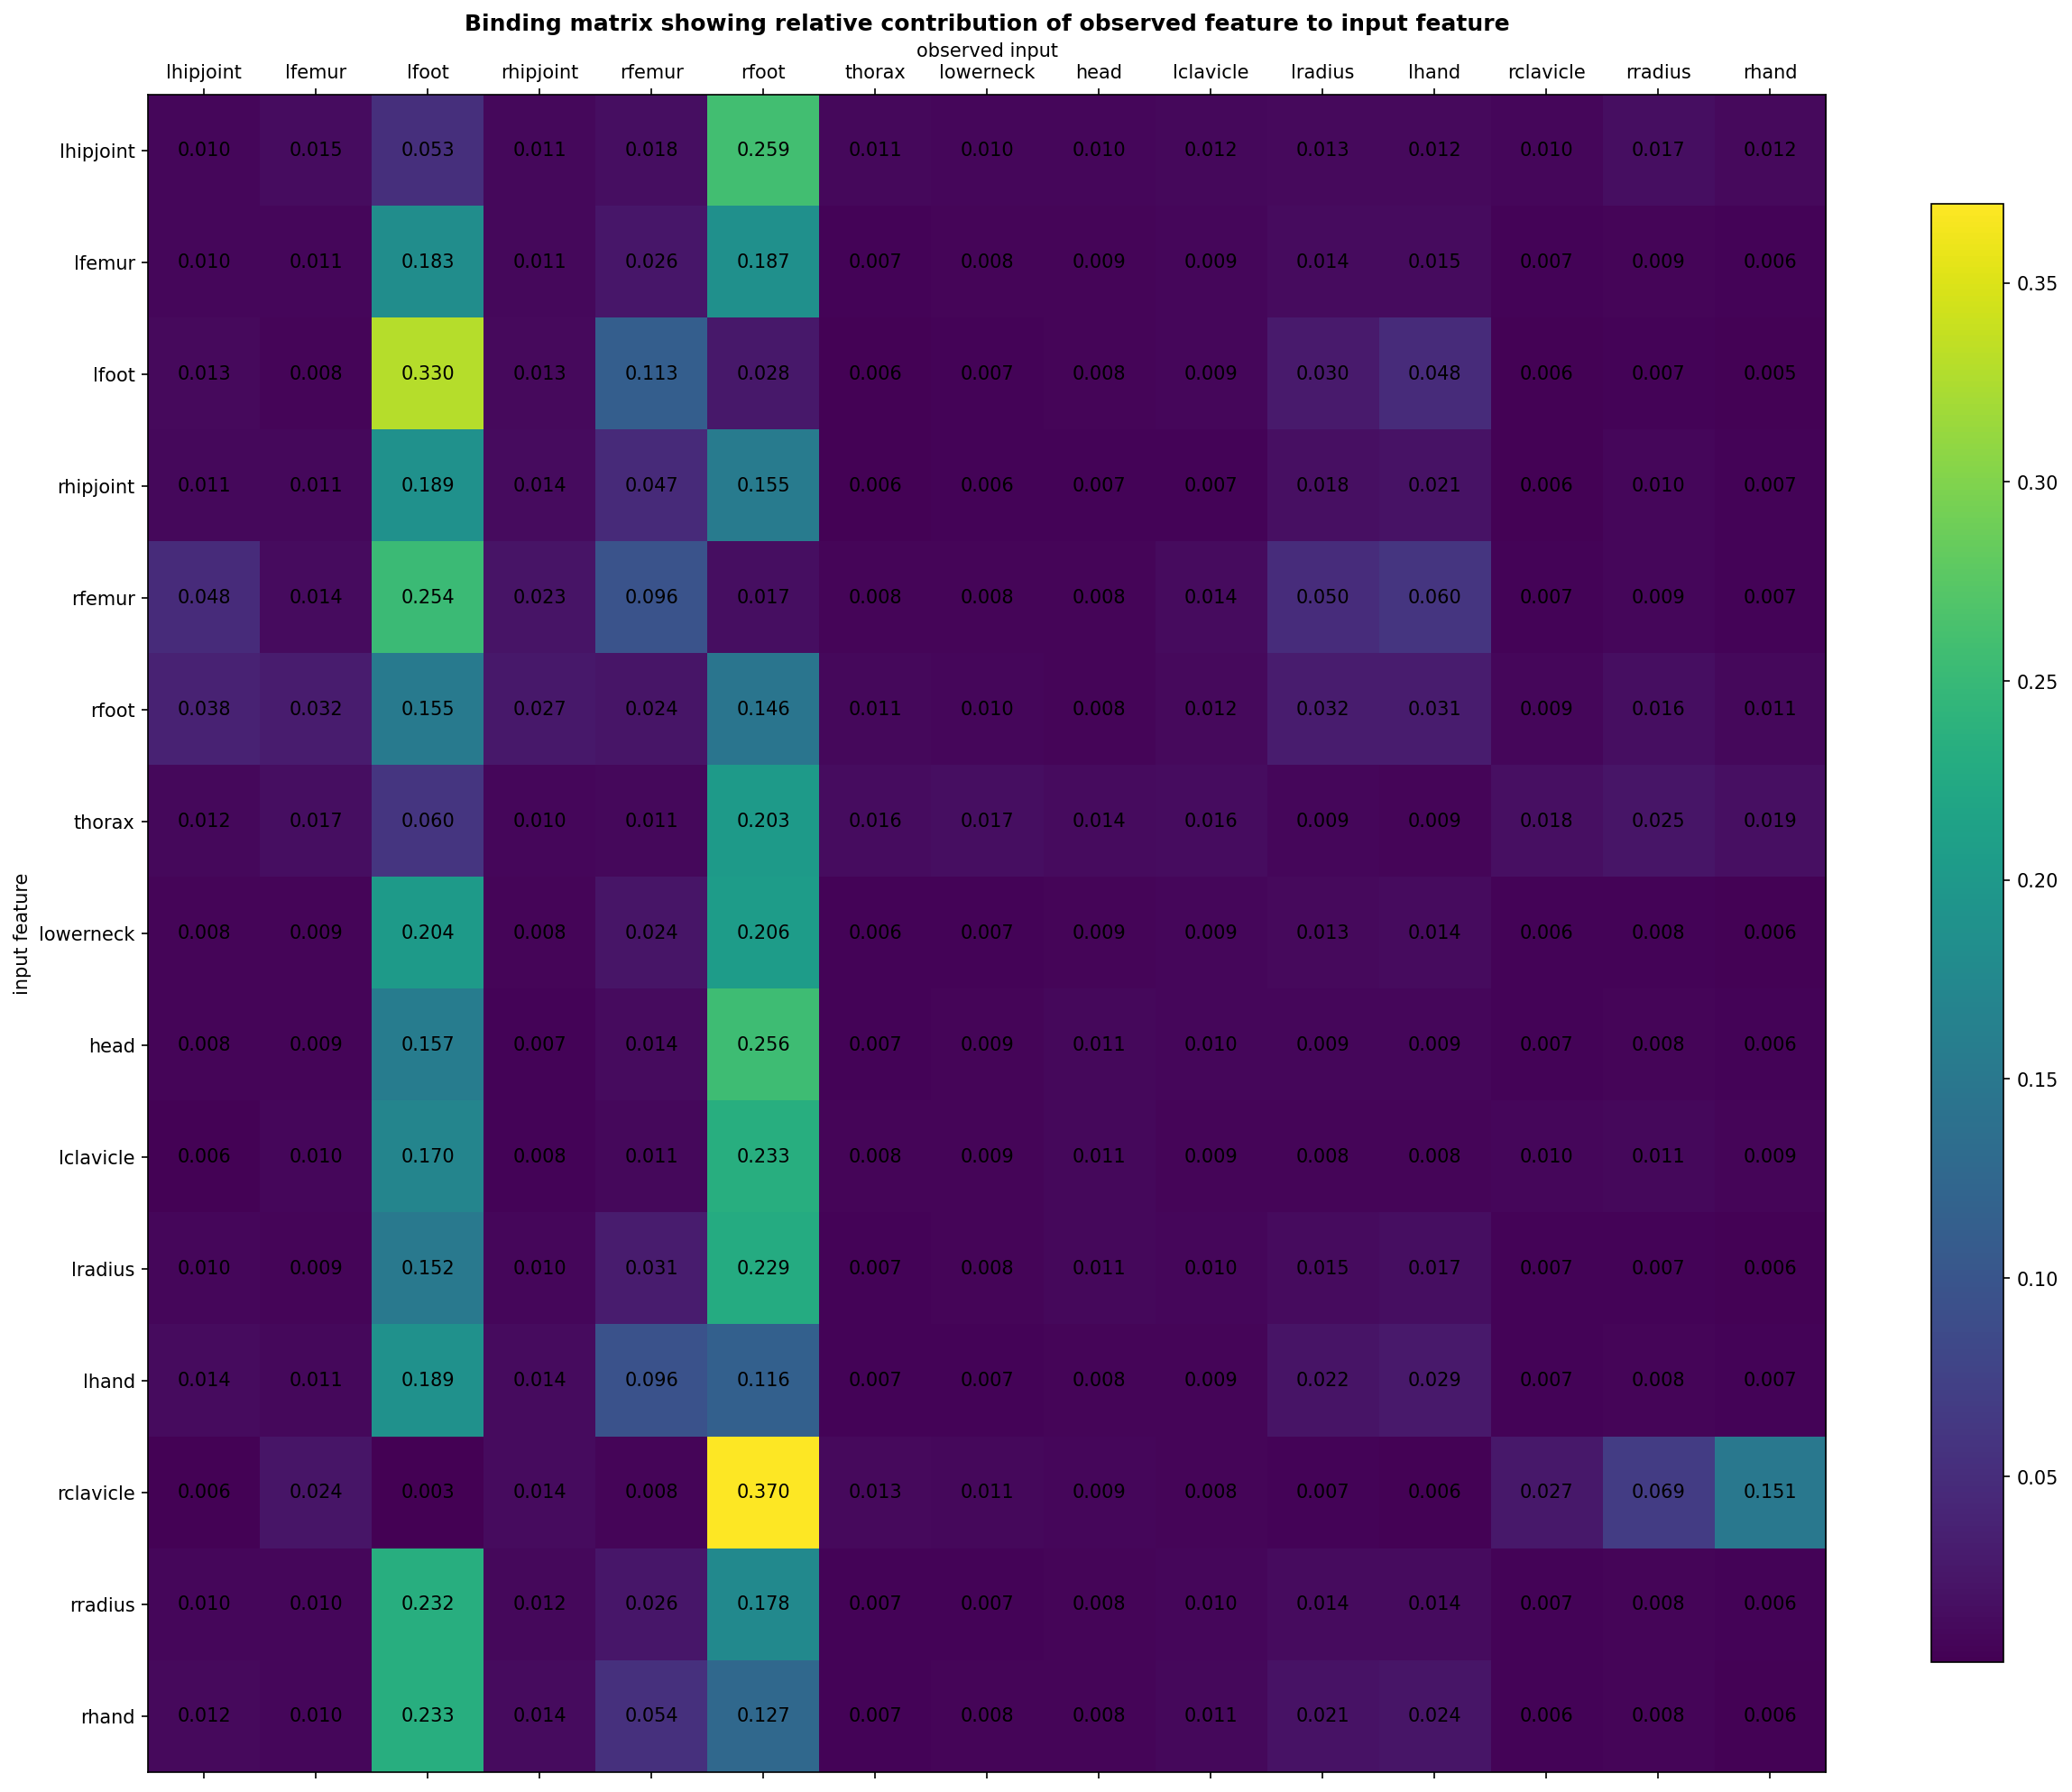 Binding matrix showing relative contribution of observed feature to input feature
observed input
lhipjoint lfemur lfoot rhipjoint rfemur rfoot thorax lowerneck head lclavicle lradius lhand rclavicle rradius rhand
lhipjoint 0.010 0.015 0.053 0.011 0.018 0.259 0.011 0.010 0.010 0.012 0.013 0.012 0.010 0.017 0.012
lfemur 0.010 0.011 0.183 0.011 0.026 0.187 0.007 0.008 0.009 0.009 0.014 0.015 0.007 0.009 0.006
lfoot 0.013 0.008 0.330 0.013 0.113 0.028 0.006 0.007 0.008 0.009 0.030 0.048 0.006 0.007 0.005
rhipjoint 0.011 0.011 0.189 0.014 0.047 0.155 0.006 0.006 0.007 0.007 0.018 0.021 0.006 0.010 0.007
rfemur 0.048 0.014 0.254 0.023 0.096 0.017 0.008 0.008 0.008 0.014 0.050 0.060 0.007 0.009 0.007
rfoot 0.038 0.032 0.155 0.027 0.024 0.146 0.011 0.010 0.008 0.012 0.032 0.031 0.009 0.016 0.011
thorax 0.012 0.017 0.060 0.010 0.011 0.203 0.016 0.017 0.014 0.016 0.009 0.009 0.018 0.025 0.019
lowerneck 0.008 0.009 0.204 0.008 0.024 0.206 0.006 0.007 0.009 0.009 0.013 0.014 0.006 0.008 0.006
head 0.008 0.009 0.157 0.007 0.014 0.256 0.007 0.009 0.011 0.010 0.009 0.009 0.007 0.008 0.006
lclavicle 0.006 0.010 0.170 0.008 0.011 0.233 0.008 0.009 0.011 0.009 0.008 0.008 0.010 0.011 0.009
lradius 0.010 0.009 0.152 0.010 0.031 0.229 0.007 0.008 0.011 0.010 0.015 0.017 0.007 0.007 0.006
lhand 0.014 0.011 0.189 0.014 0.096 0.116 0.007 0.007 0.008 0.009 0.022 0.029 0.007 0.008 0.007
rclavicle 0.006 0.024 0.003 0.014 0.008 0.370 0.013 0.011 0.009 0.008 0.007 0.006 0.027 0.069 0.151
rradius 0.010 0.010 0.232 0.012 0.026 0.178 0.007 0.007 0.008 0.010 0.014 0.014 0.007 0.008 0.006
rhand 0.012 0.010 0.233 0.014 0.054 0.127 0.007 0.008 0.008 0.011 0.021 0.024 0.006 0.008 0.006
input feature
0.35
0.30
0.25
0.20
0.15
0.10
0.05